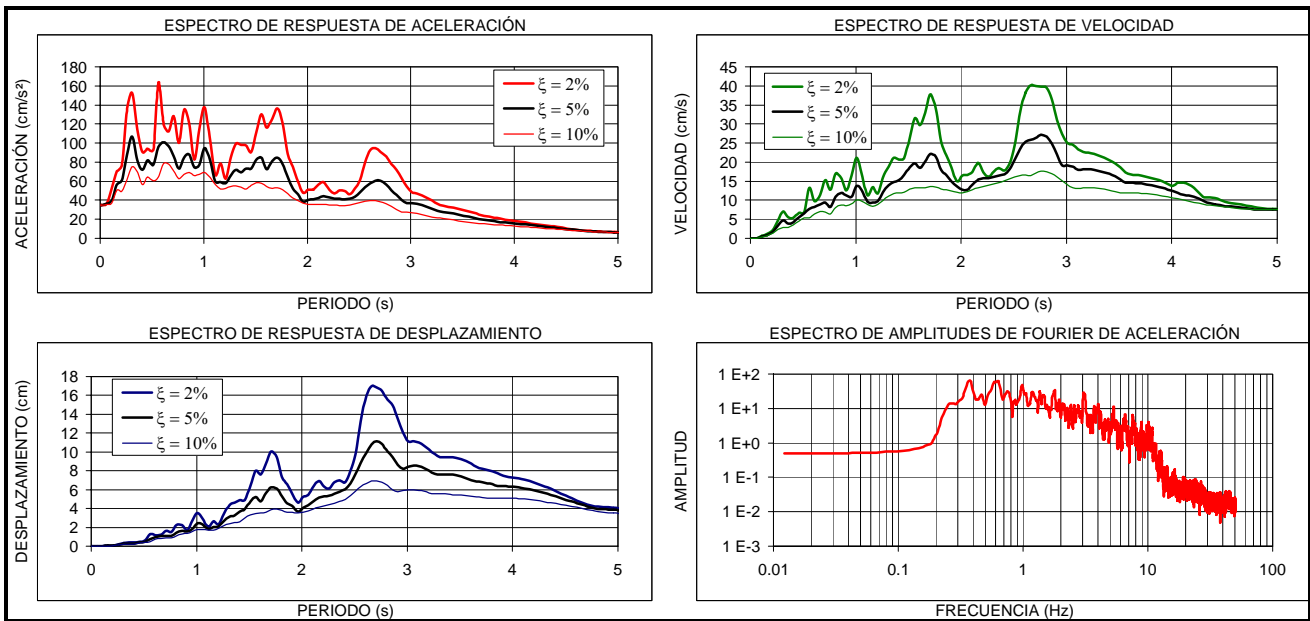 ESPECTRO DE RESPUESTA DE ACELERACIÓN
ACELERACIÓN (cm/s²)
180
160
140
120
100
80
60
40
20
0
ξ = 2%
ξ = 5%
ξ = 10%
0 1 2 3 4 5
PERIODO (s)
ESPECTRO DE RESPUESTA DE VELOCIDAD
VELOCIDAD (cm/s)
45
40
35
30
25
20
15
10
5
0
ξ = 2%
ξ = 5%
ξ = 10%
0 1 2 3 4 5
PERIODO (s)
ESPECTRO DE RESPUESTA DE DESPLAZAMIENTO
DESPLAZAMIENTO (cm)
18
16
14
12
10
8
6
4
2
0
ξ = 2%
ξ = 5%
ξ = 10%
0 1 2 3 4 5
PERIODO (s)
ESPECTRO DE AMPLITUDES DE FOURIER DE ACELERACIÓN
AMPLITUD
1 E+2
1 E+1
1 E+0
1 E-1
1 E-2
1 E-3
0.01 0.1 1 10 100
FRECUENCIA (Hz)